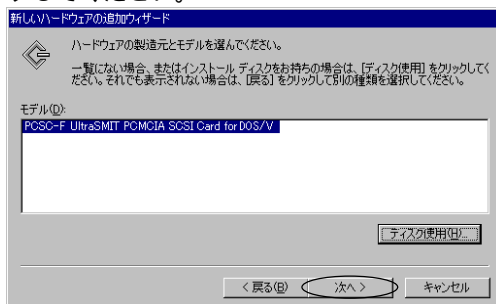 してください。
新しいハードウェアの追加ウィザード
ハードウェアの製造元とモデルを選んでください。
一覧にない場合、またはインストール ディスクをお持ちの場合は、[ディスク使用] をクリックしてく
ださい。それでも表示されない場合は、[戻る] をクリックして別の種類を選択してください。
モデル(D):
PCSC-F UltraSMIT PCMCIA SCSI Card for DOS/V
ディスク使用(H)...
< 戻る(B)
次へ >
キャンセル